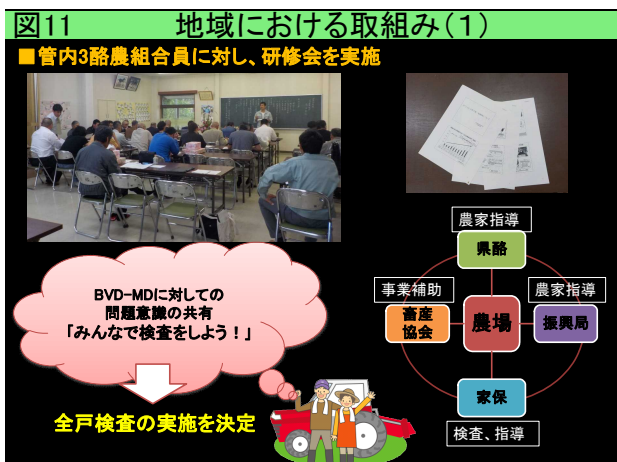 図11 地域における取組み(1)
■管内3酪農組合員に対し、研修会を実施
BVD-MDに対しての
問題意識の共有
「みんなで検査をしよう！」
全戸検査の実施を決定
農家指導
県酪
事業補助
畜産
協会
農場
農家指導
振興局
家保
検査、指導